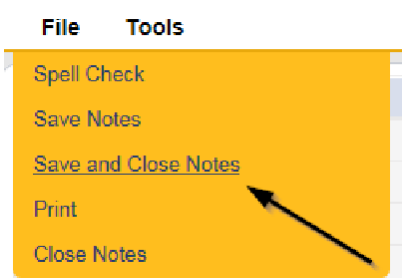 File Tools
Spell Check
Save Notes
Save and Close Notes
Print
Close Notes